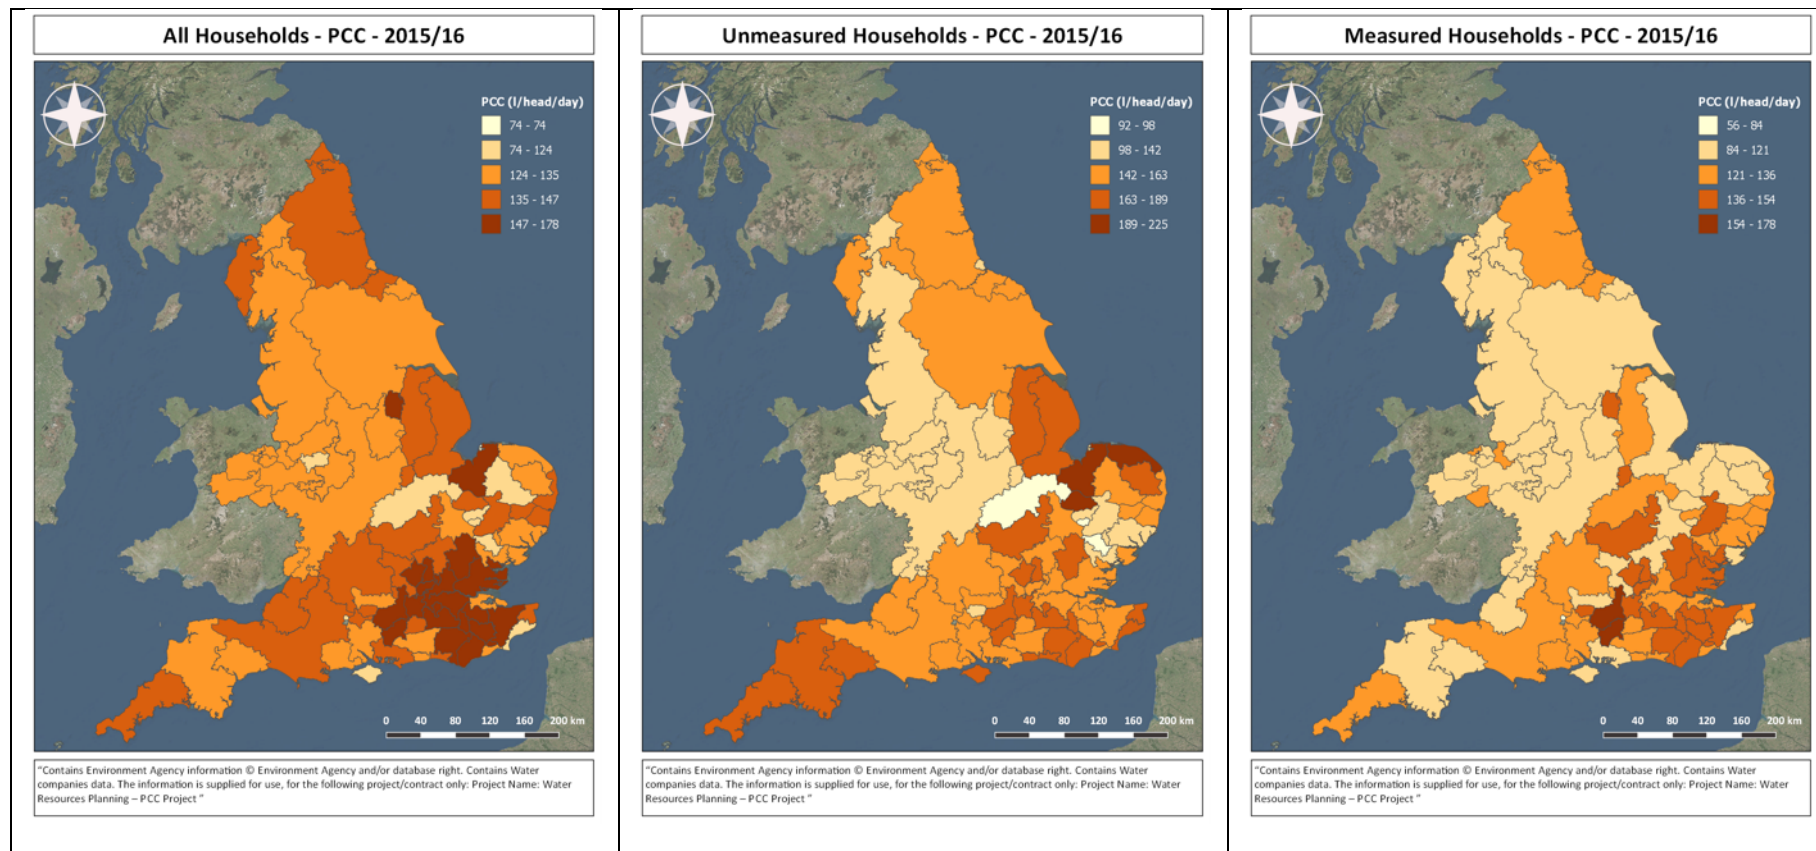 All Households - PCC - 2015/16
PCC (l/head/day)
74 - 74
74 - 124
124 - 135
135 - 147
147 - 178
0 40 80 120 160 200 km
"Contains Environment Agency information © Environment Agency and/or database right. Contains Water
companies data. The information is supplied for use, for the following project/contract only: Project Name: Water
Resources Planning – PCC Project "
Unmeasured Households - PCC - 2015/16
PCC (l/head/day)
92 - 98
98 - 142
142 - 163
163 - 189
189 - 225
0 40 80 120 160 200 km
"Contains Environment Agency information © Environment Agency and/or database right. Contains Water
companies data. The information is supplied for use, for the following project/contract only: Project Name: Water
Resources Planning – PCC Project "
Measured Households - PCC - 2015/16
PCC (l/head/day)
56 - 84
84 - 121
121 - 136
136 - 154
154 - 178
0 40 80 120 160 200 km
"Contains Environment Agency information © Environment Agency and/or database right. Contains Water
companies data. The information is supplied for use, for the following project/contract only: Project Name: Water
Resources Planning – PCC Project "